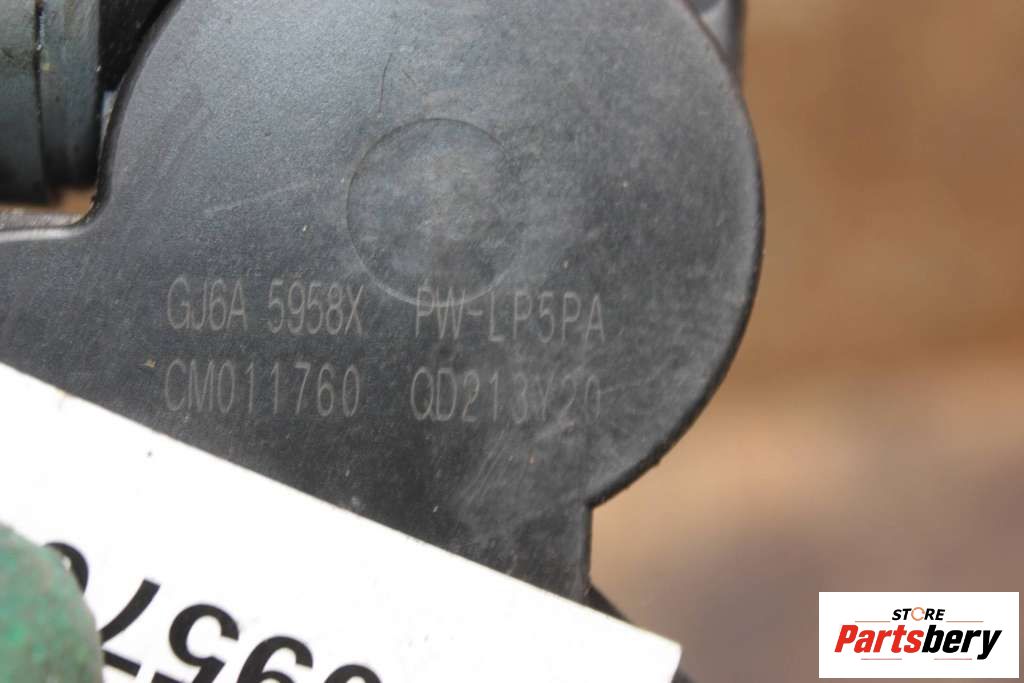 GJ6A 5958X PW-LP5PA
CM011760 QD213Y20
STORE
Partsbery